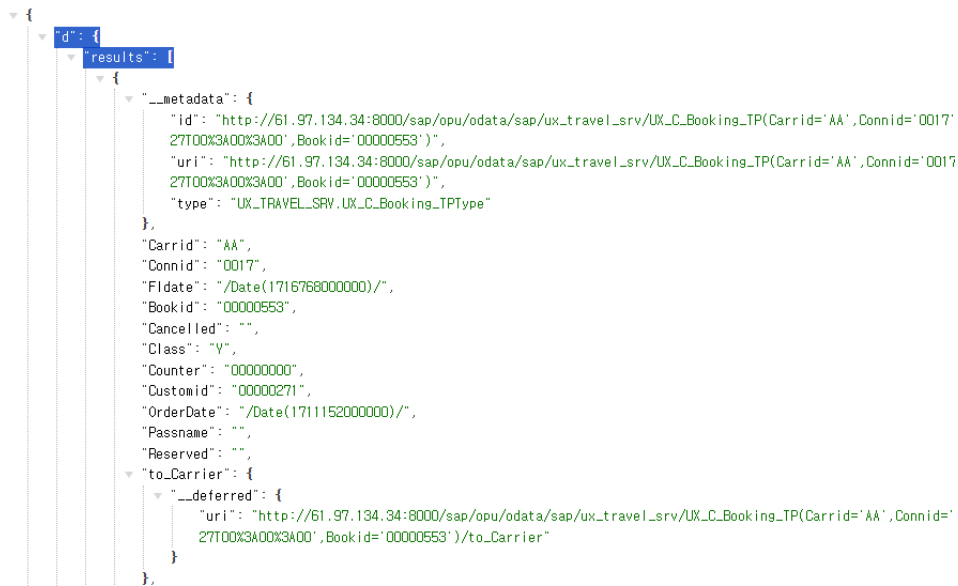 {
"d": {
"results": [
{
"__metadata": {
"id": "http://61.97.134.34:8000/sap/opu/odata/sap/ux_travel_srv/UX_C_Booking_TP(Carrid='AA',Connid='0017'
27T00%3A00%3A00',Bookid='00000553')",
"uri": "http://61.97.134.34:8000/sap/opu/odata/sap/ux_travel_srv/UX_C_Booking_TP(Carrid='AA',Connid='0017
27T00%3A00%3A00',Bookid='00000553')",
"type": "UX_TRAVEL_SRV.UX_C_Booking_TPType"
},
"Carrid": "AA",
"Connid": "0017",
"Fldate": "/Date(1716768000000)/",
"Bookid": "00000553",
"Cancelled": "",
"Class": "Y",
"Counter": "00000000",
"Customid": "00000271",
"OrderDate": "/Date(1711152000000)/",
"Passname": "",
"Reserved": "",
"to_Carrier": {
"__deferred": {
"uri": "http://61.97.134.34:8000/sap/opu/odata/sap/ux_travel_srv/UX_C_Booking_TP(Carrid='AA',Connid='
27T00%3A00%3A00',Bookid='00000553')/to_Carrier"
}
},